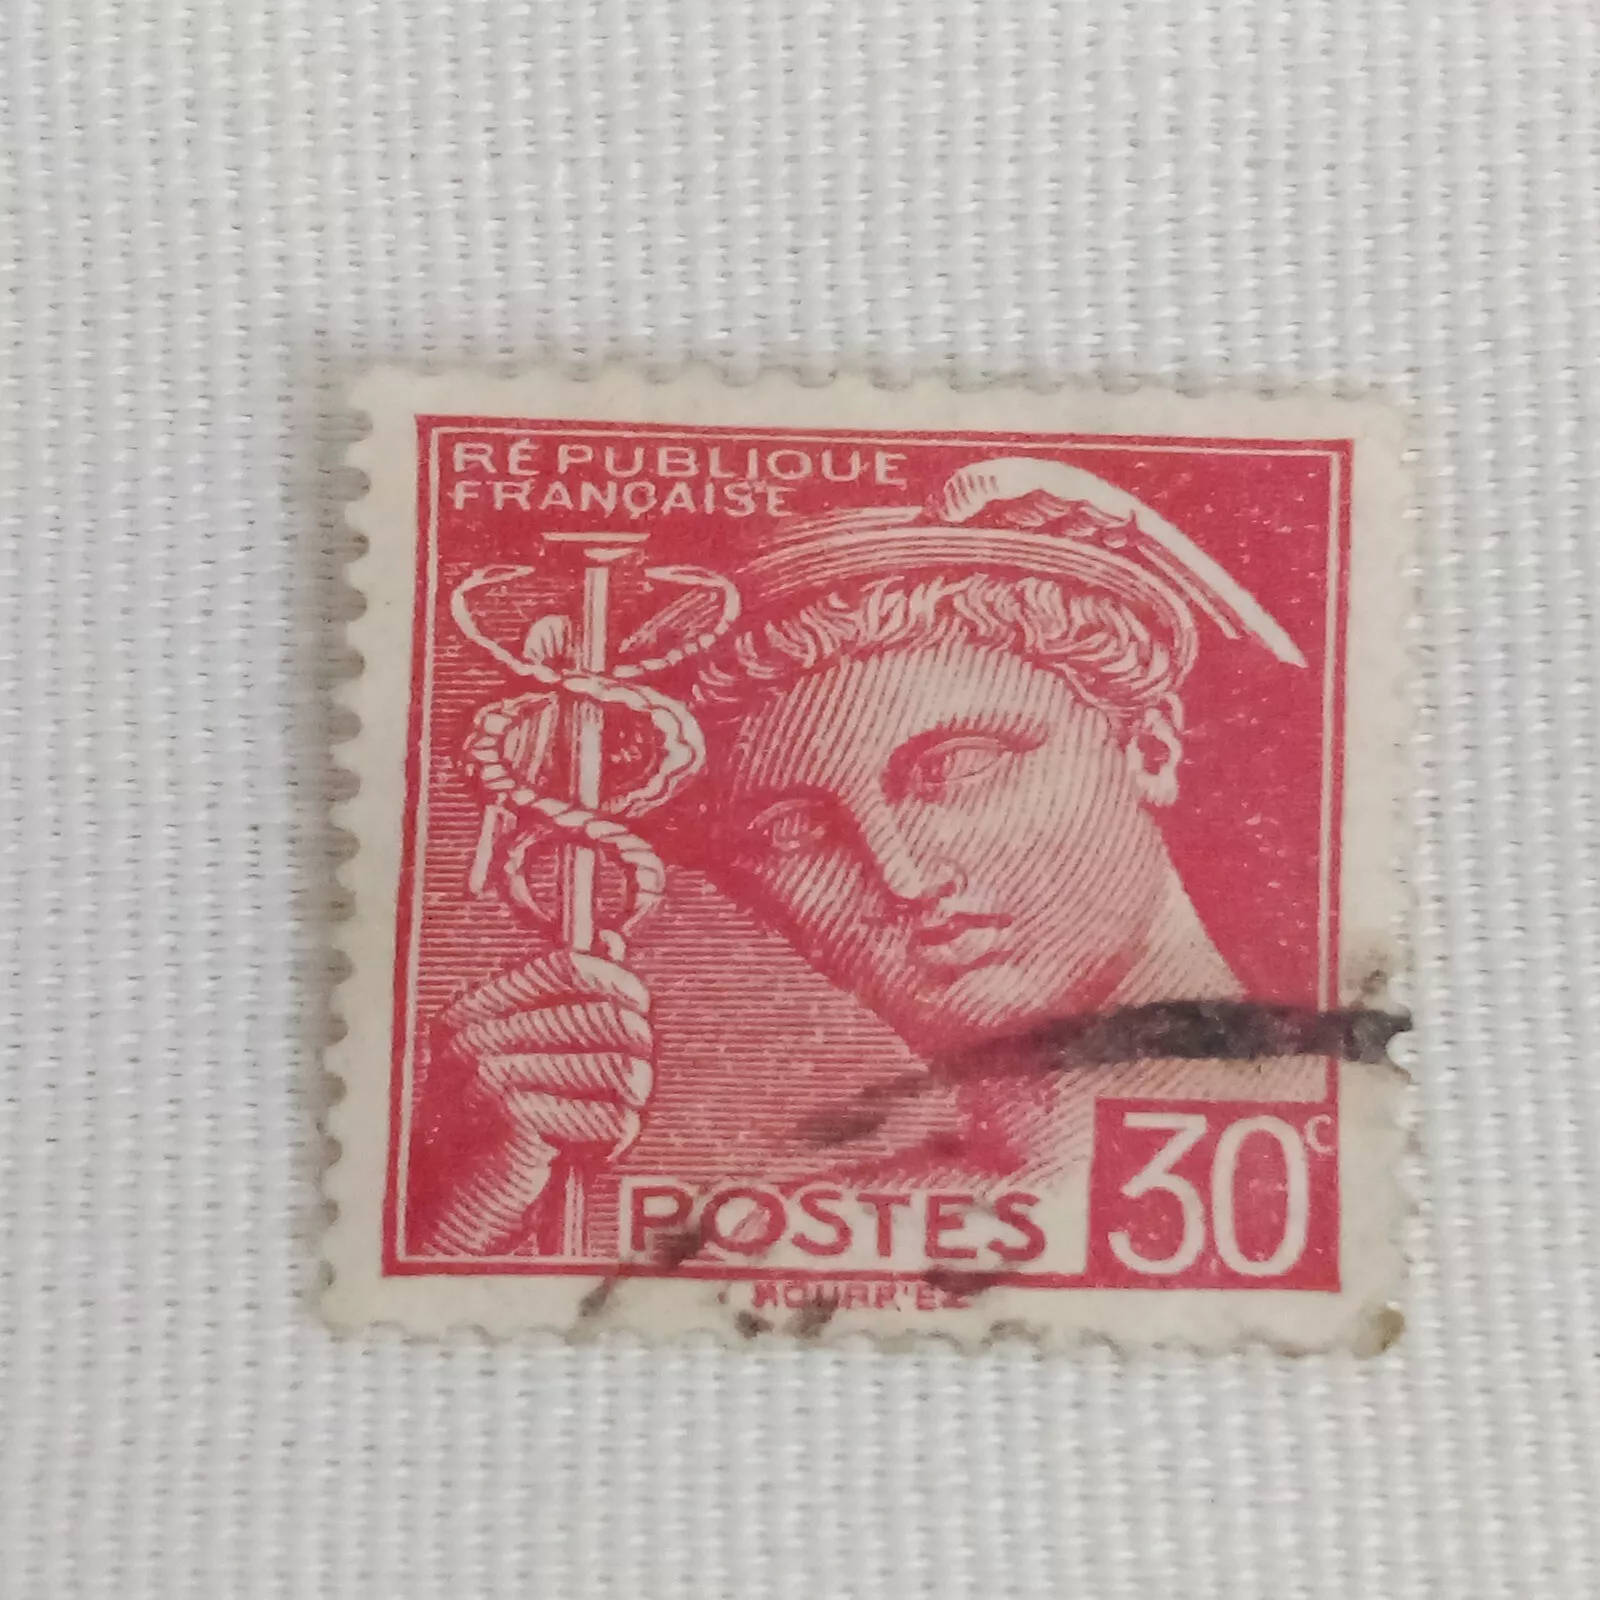 RÉPUBLIQUE
FRANÇAISE
POSTES
30c